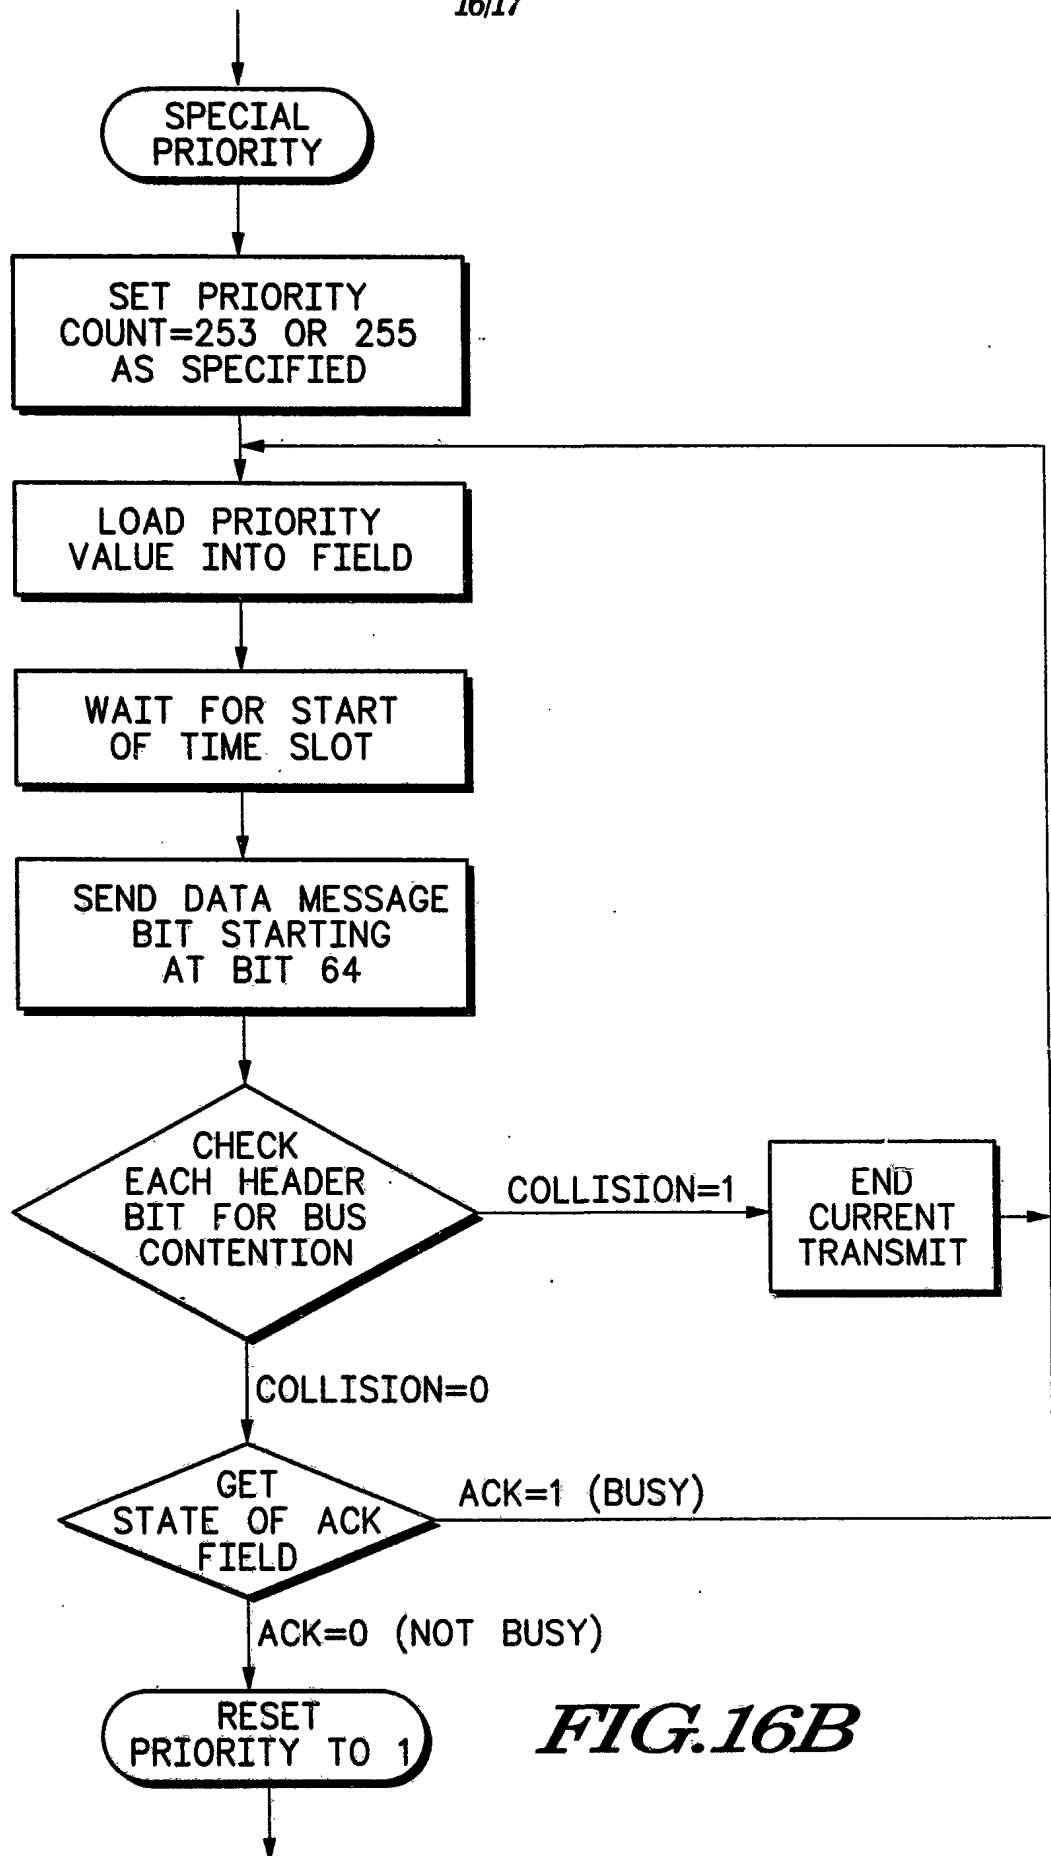 16/17
SPECIAL
PRIORITY
SET PRIORITY
COUNT=253 OR 255
AS SPECIFIED
LOAD PRIORITY
VALUE INTO FIELD
WAIT FOR START
OF TIME SLOT
SEND DATA MESSAGE
BIT STARTING
AT BIT 64
CHECK
EACH HEADER
BIT FOR BUS
CONTENTION
COLLISION=1
END
CURRENT
TRANSMIT
COLLISION=0
GET
STATE OF ACK
FIELD
ACK=1 (BUSY)
ACK=0 (NOT BUSY)
RESET
PRIORITY TO 1
FIG.16B